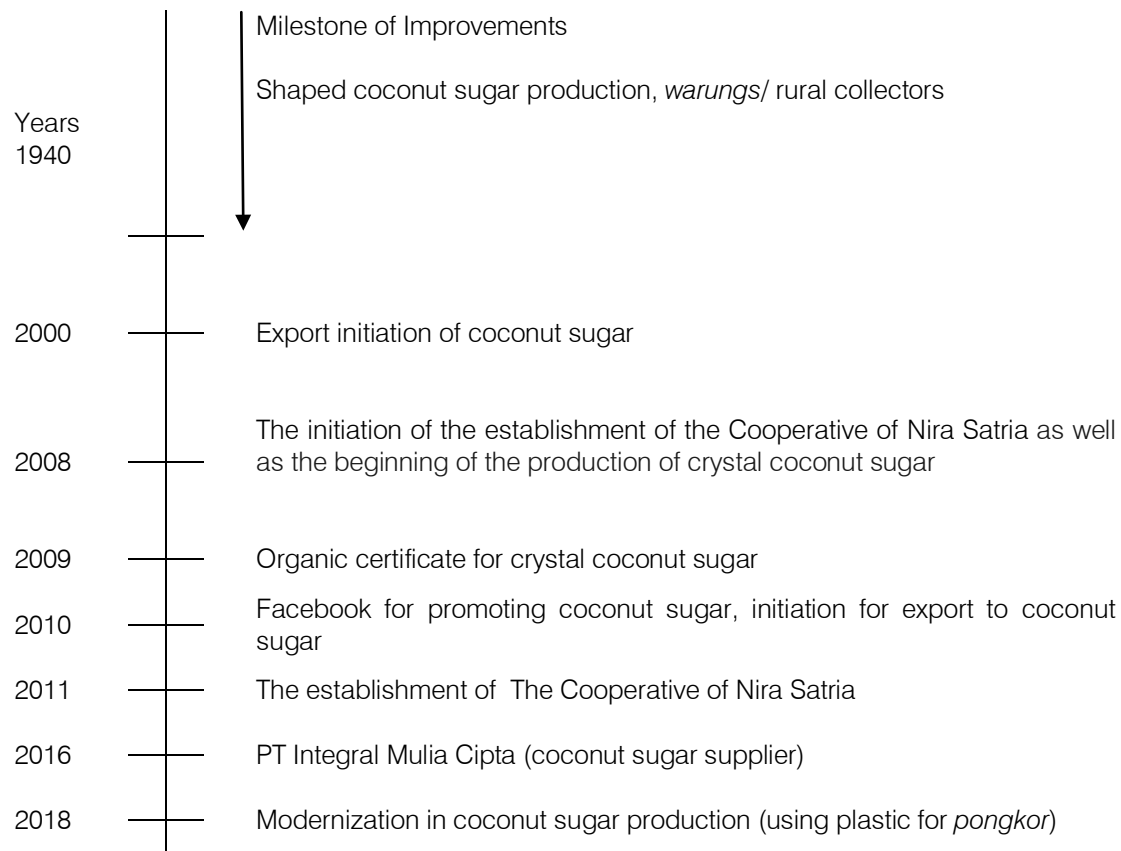 Milestone of Improvements
Shaped coconut sugar production, warungs/ rural collectors
Years
1940
2000
Export initiation of coconut sugar
The initiation of the establishment of the Cooperative of Nira Satria as well
2008
as the beginning of the production of crystal coconut sugar
2009
Organic certificate for crystal coconut sugar
2010
Facebook for promoting coconut sugar, initiation for export to coconut
sugar
2011
The establishment of The Cooperative of Nira Satria
2016
PT Integral Mulia Cipta (coconut sugar supplier)
2018
Modernization in coconut sugar production (using plastic for pongkor)